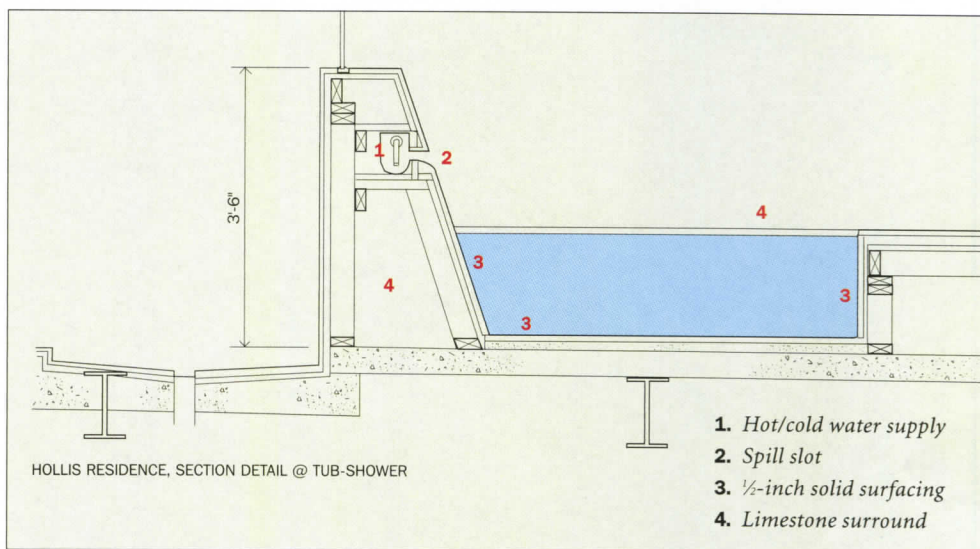 1
2
3'-6"
4
3
4
3
3
HOLLIS RESIDENCE, SECTION DETAIL @ TUB-SHOWER
1. Hot/cold water supply
2. Spill slot
3. ½-inch solid surfacing
4. Limestone surround